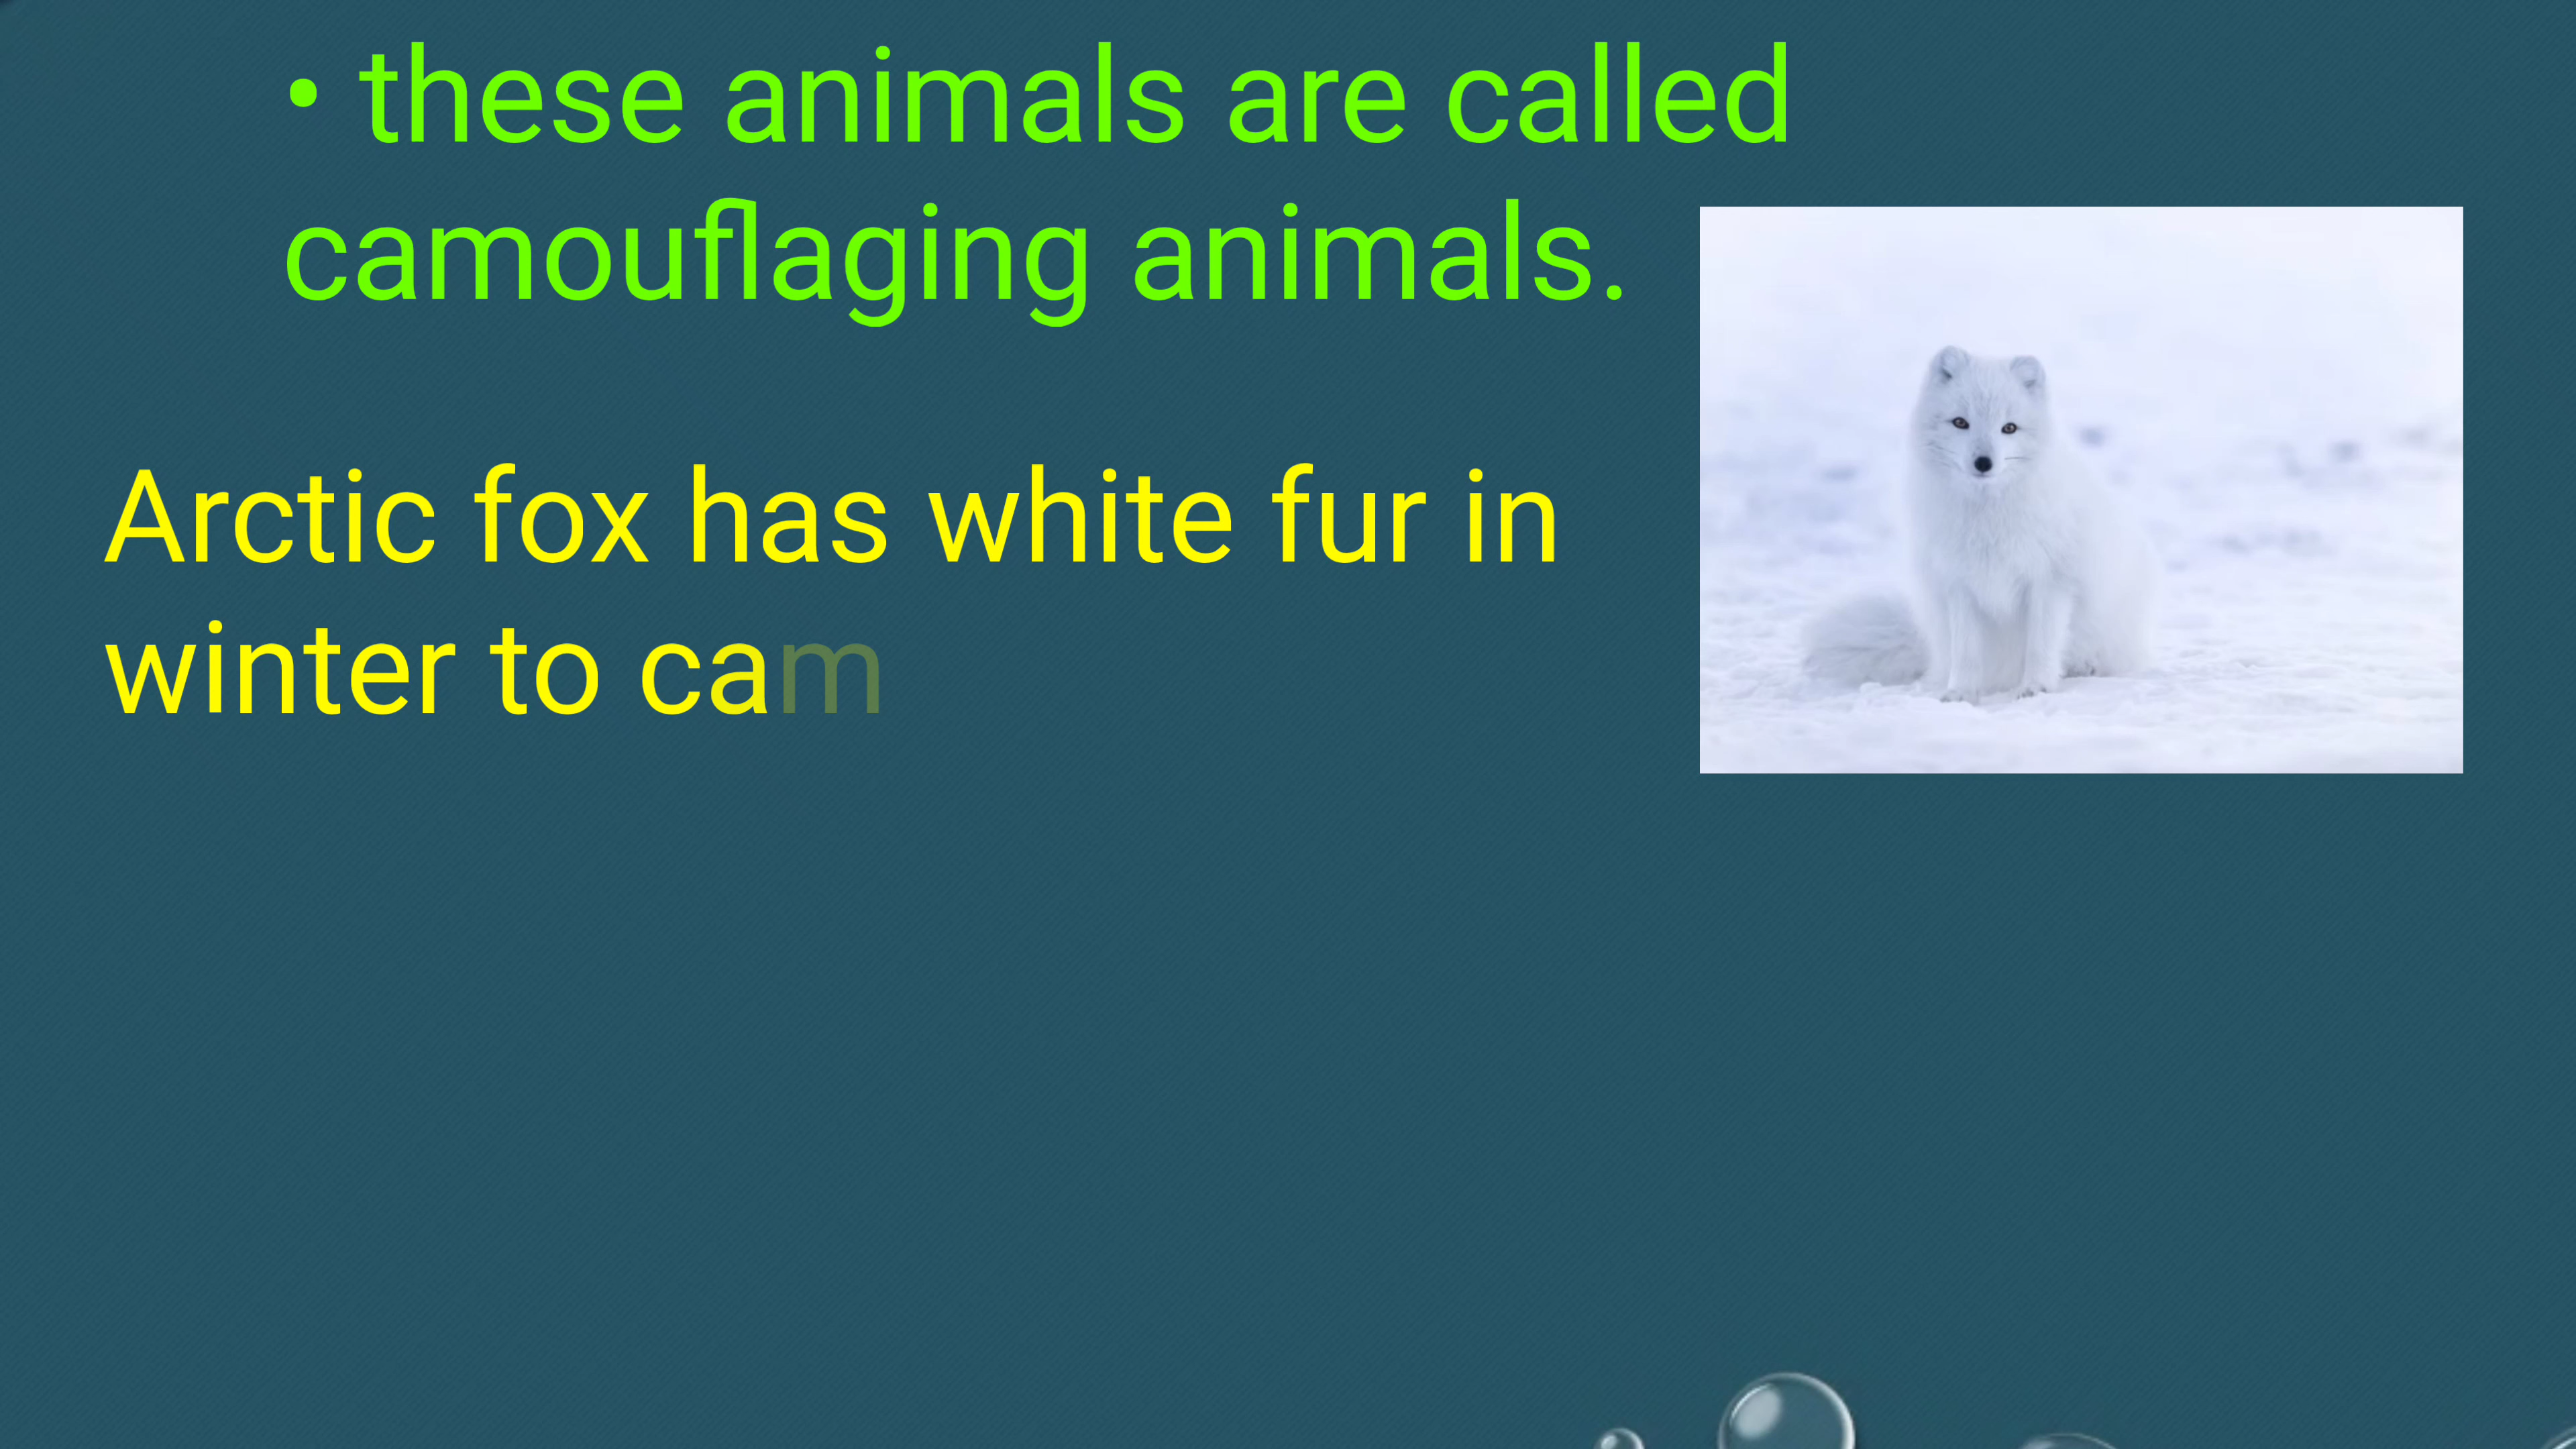 • these animals are called
camouflaging animals.
Arctic fox has white fur in
winter to cam